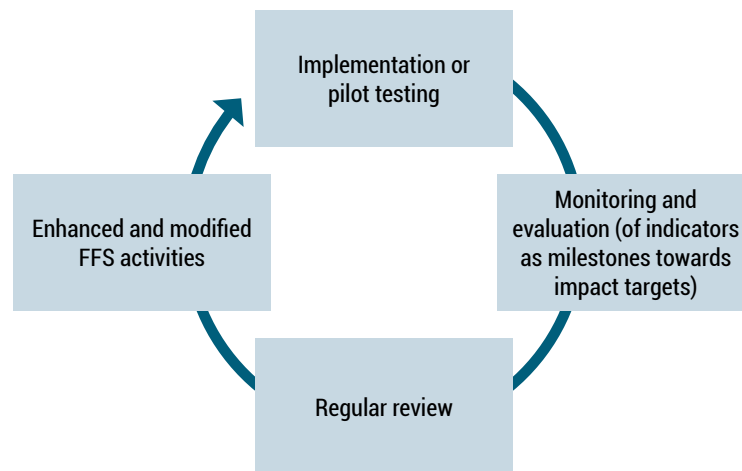 Implementation or
pilot testing
Monitoring and
evaluation (of indicators
as milestones towards
impact targets)
Regular review
Enhanced and modified
FFS activities